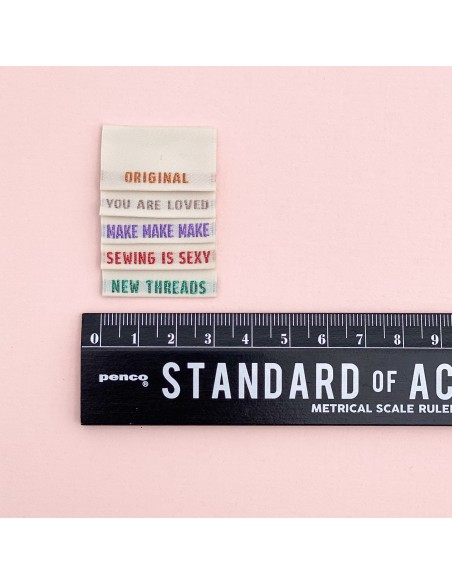 ORIGINAL
YOU ARE LOVED
MAKE MAKE MAKE
SEWING IS SEXY
NEW THREADS
0 1 2 3 4 5 6 7 8 9
penco®
STANDARD OF AC
METRICAL SCALE RULER